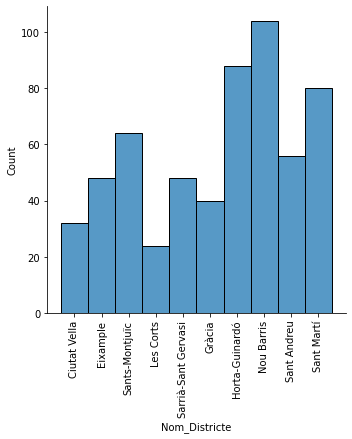 100
80
60
40
20
0
Count
Ciutat Vella
Eixample
Sants-Montjuïc
Les Corts
Sarrià-Sant Gervasi
Gràcia
Horta-Guinardó
Nou Barris
Sant Andreu
Sant Martí
Nom_Districte